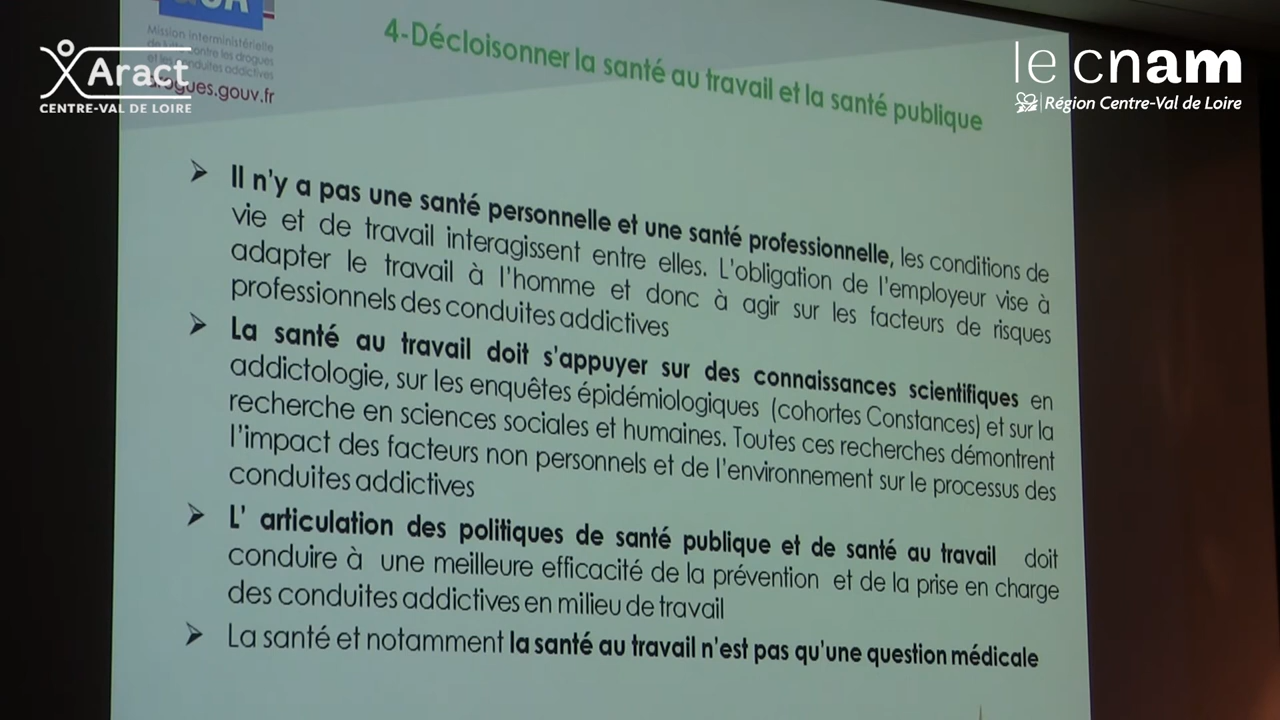 Mission interministérielle
de lutte contre les drogues
et les conduites addictives
drogues.gouv.fr
Aract
CENTRE-VAL DE LOIRE
le cnam
Région Centre-Val de Loire
4-Décloisonner la santé au travail et la santé publique
➢ Il n'y a pas une santé personnelle et une santé professionnelle, les conditions de
vie et de travail interagissent entre elles. L'obligation de l'employeur vise à
adapter le travail à l'homme et donc à agir sur les facteurs de risques
professionnels des conduites addictives
➢ La santé au travail doit s'appuyer sur des connaissances scientifiques en
addictologie, sur les enquêtes épidémiologiques (cohortes Constances) et sur la
recherche en sciences sociales et humaines. Toutes ces recherches démontrent
l'impact des facteurs non personnels et de l'environnement sur le processus des
conduites addictives
➢ L' articulation des politiques de santé publique et de santé au travail doit
conduire à une meilleure efficacité de la prévention et de la prise en charge
des conduites addictives en milieu de travail
➢ La santé et notamment la santé au travail n'est pas qu'une question médicale